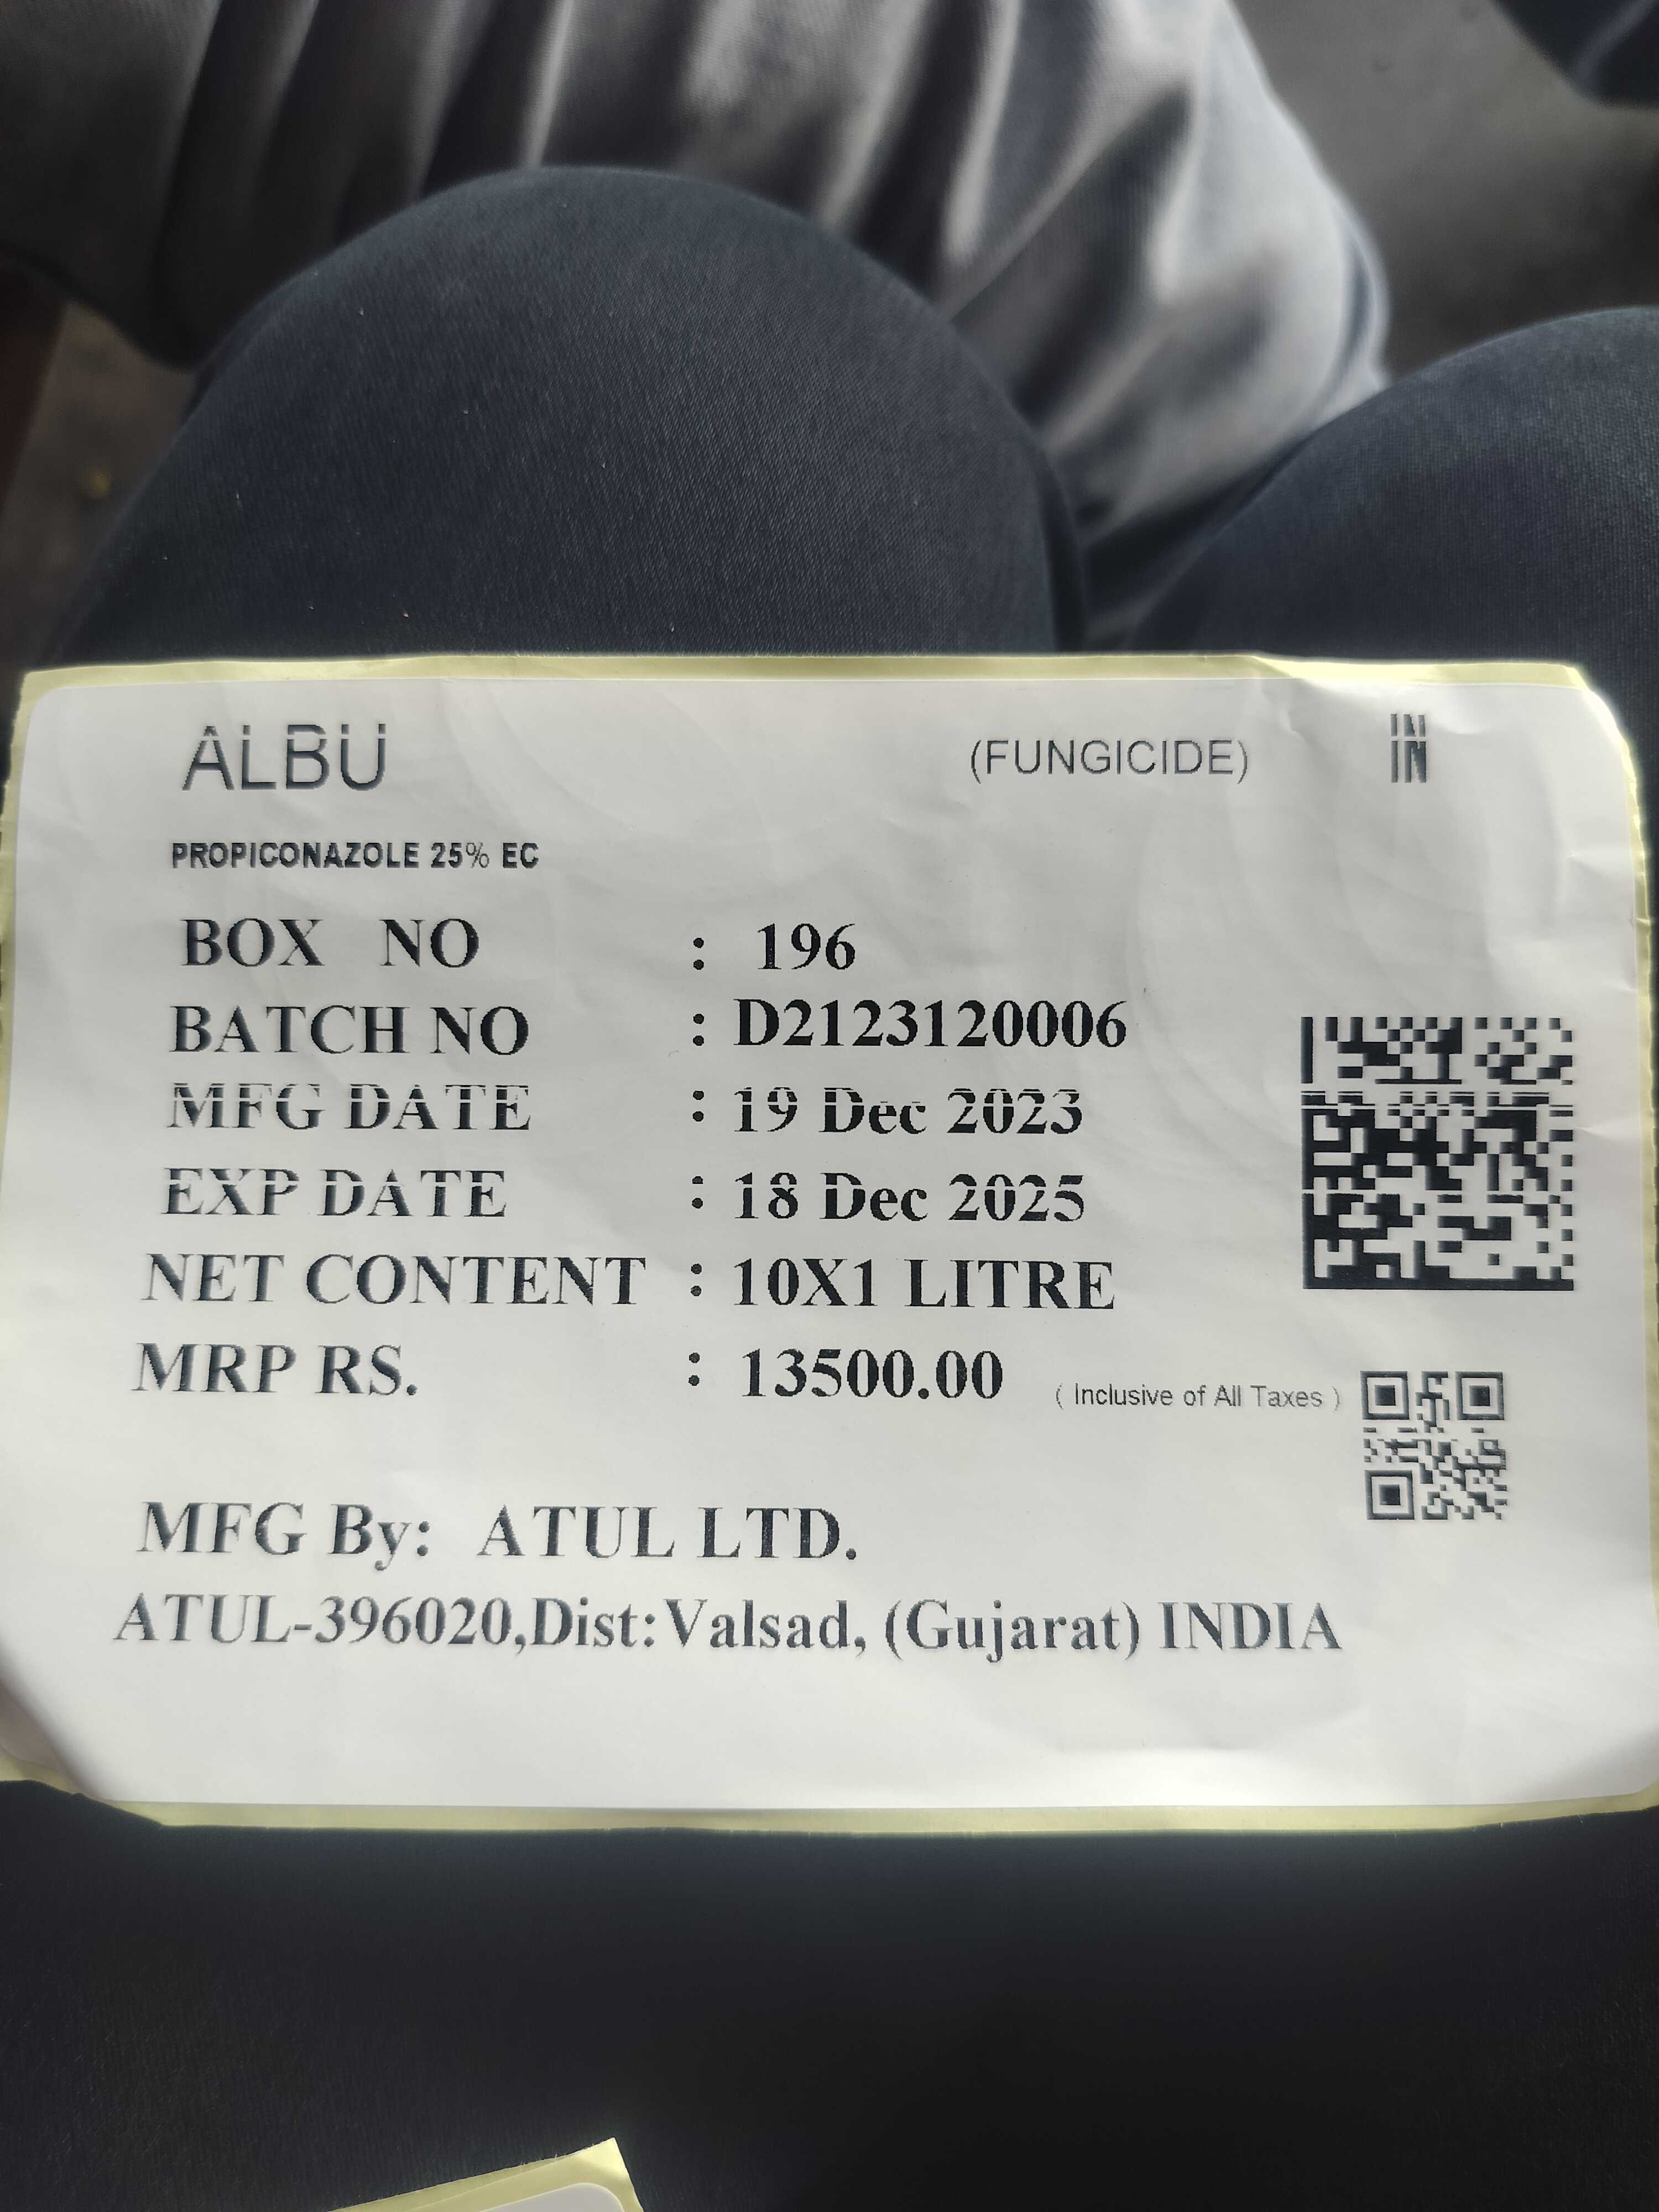 ALBU (FUNGICIDE) IN
PROPICONAZOLE 25% EC
BOX NO : 196
BATCH NO : D2123120006
MFG DATE : 19 Dec 2023
EXP DATE : 18 Dec 2025
NET CONTENT : 10X1 LITRE
MRP RS. : 13500.00 ( Inclusive of All Taxes )
MFG By: ATUL LTD.
ATUL-396020,Dist:Valsad, (Gujarat) INDIA